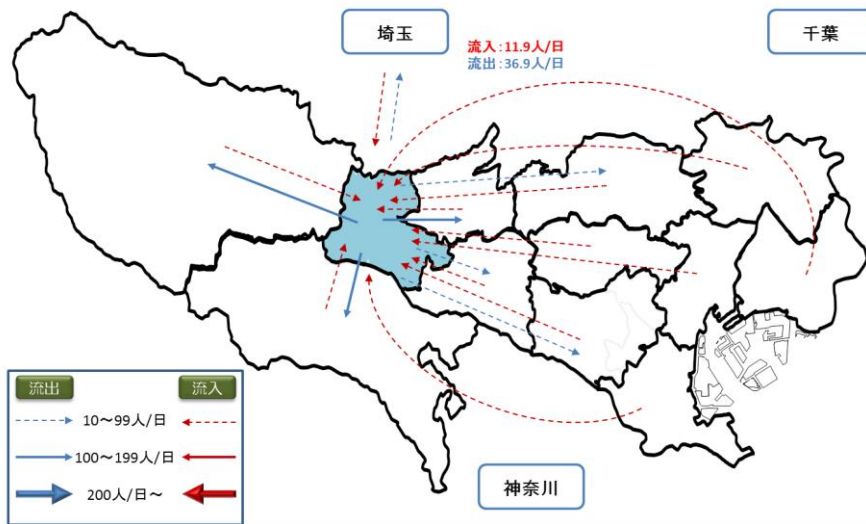 埼玉
千葉
流入：11.9人/日
流出：36.9人/日
流出 流入
10～99人/日
100～199人/日
200人/日～
神奈川